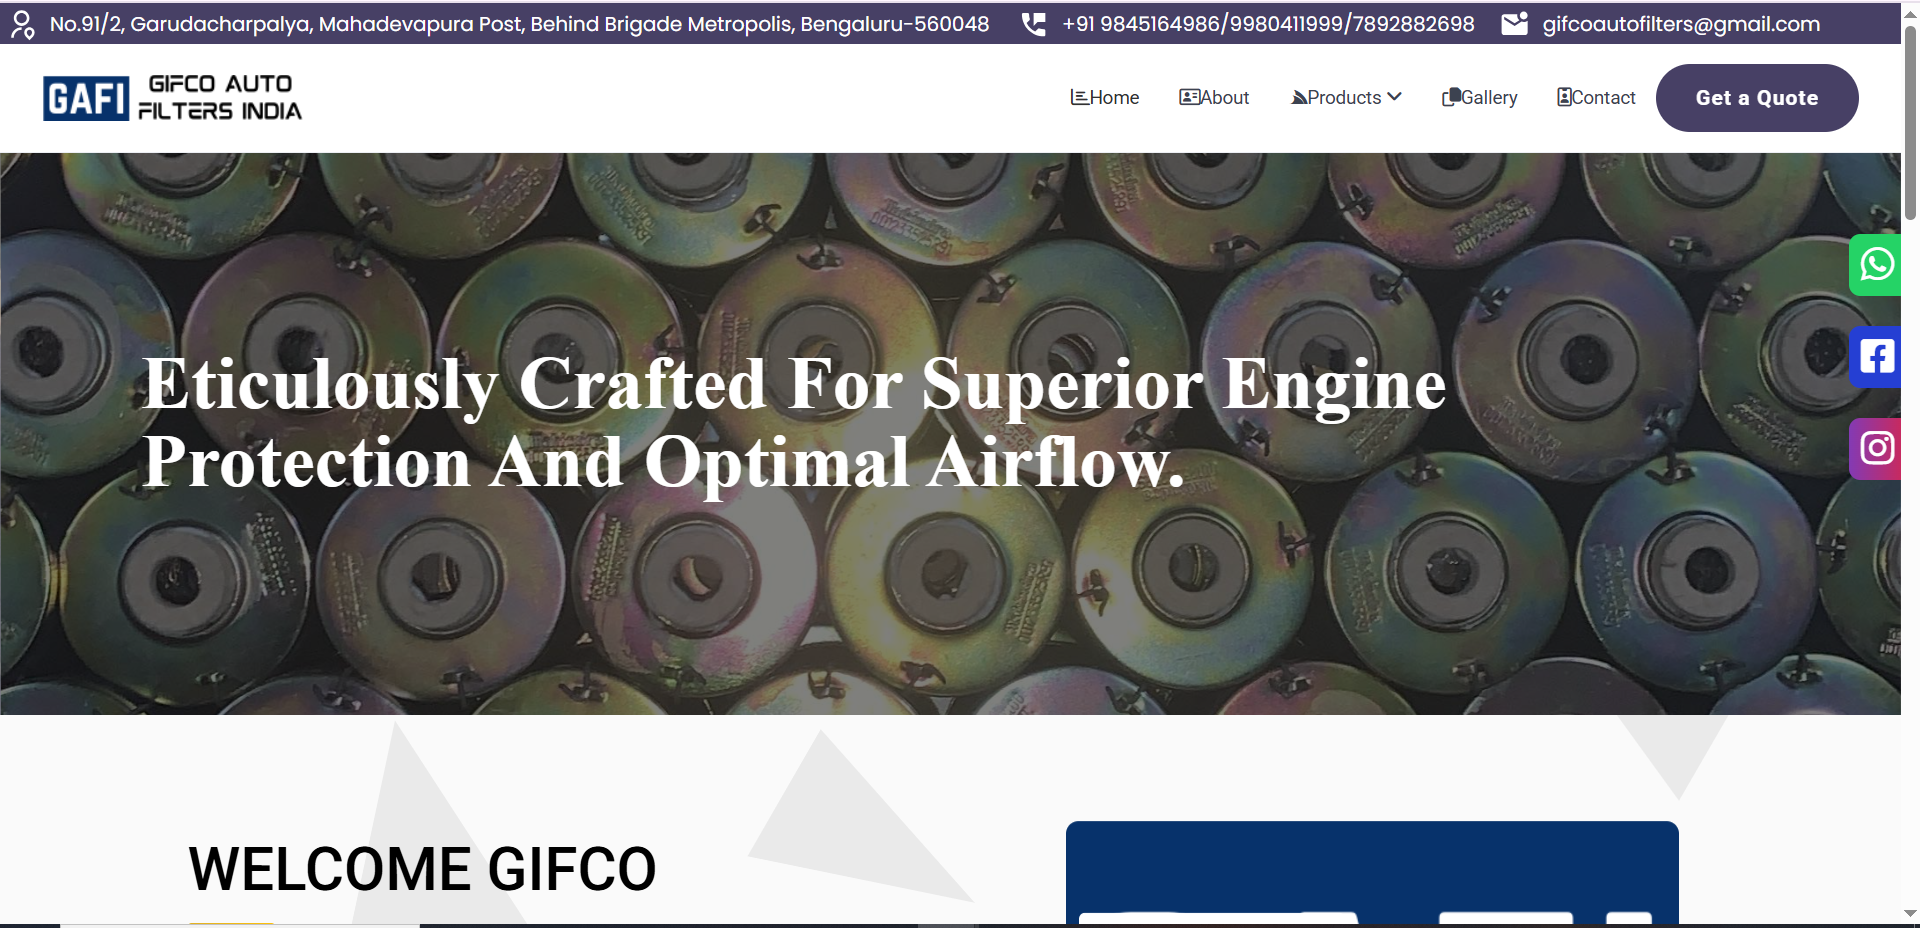 No.91/2, Garudacharpalya, Mahadevapura Post, Behind Brigade Metropolis, Bengaluru-560048 +91 9845164986/9980411999/7892882698 gifcoautofilters@gmail.com
GAFI GIFCO AUTO
FILTERS INDIA
Home About Products Gallery Contact Get a Quote
Eticulously Crafted For Superior Engine
Protection And Optimal Airflow.
WELCOME GIFCO